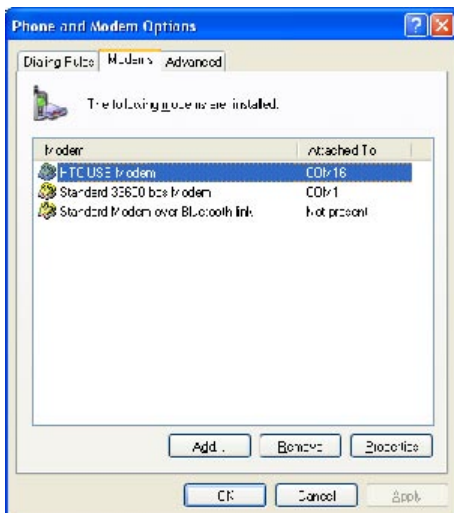 Phone and Modem Options
Dialing Rules Modems Advanced
The following modems are installed:
Modem Attached To
HTC USB Modem COM16
Standard 33600 bps Modem COM1
Standard Modem over Bluetooth link Not present
Add... Remove Properties
OK Cancel Apply